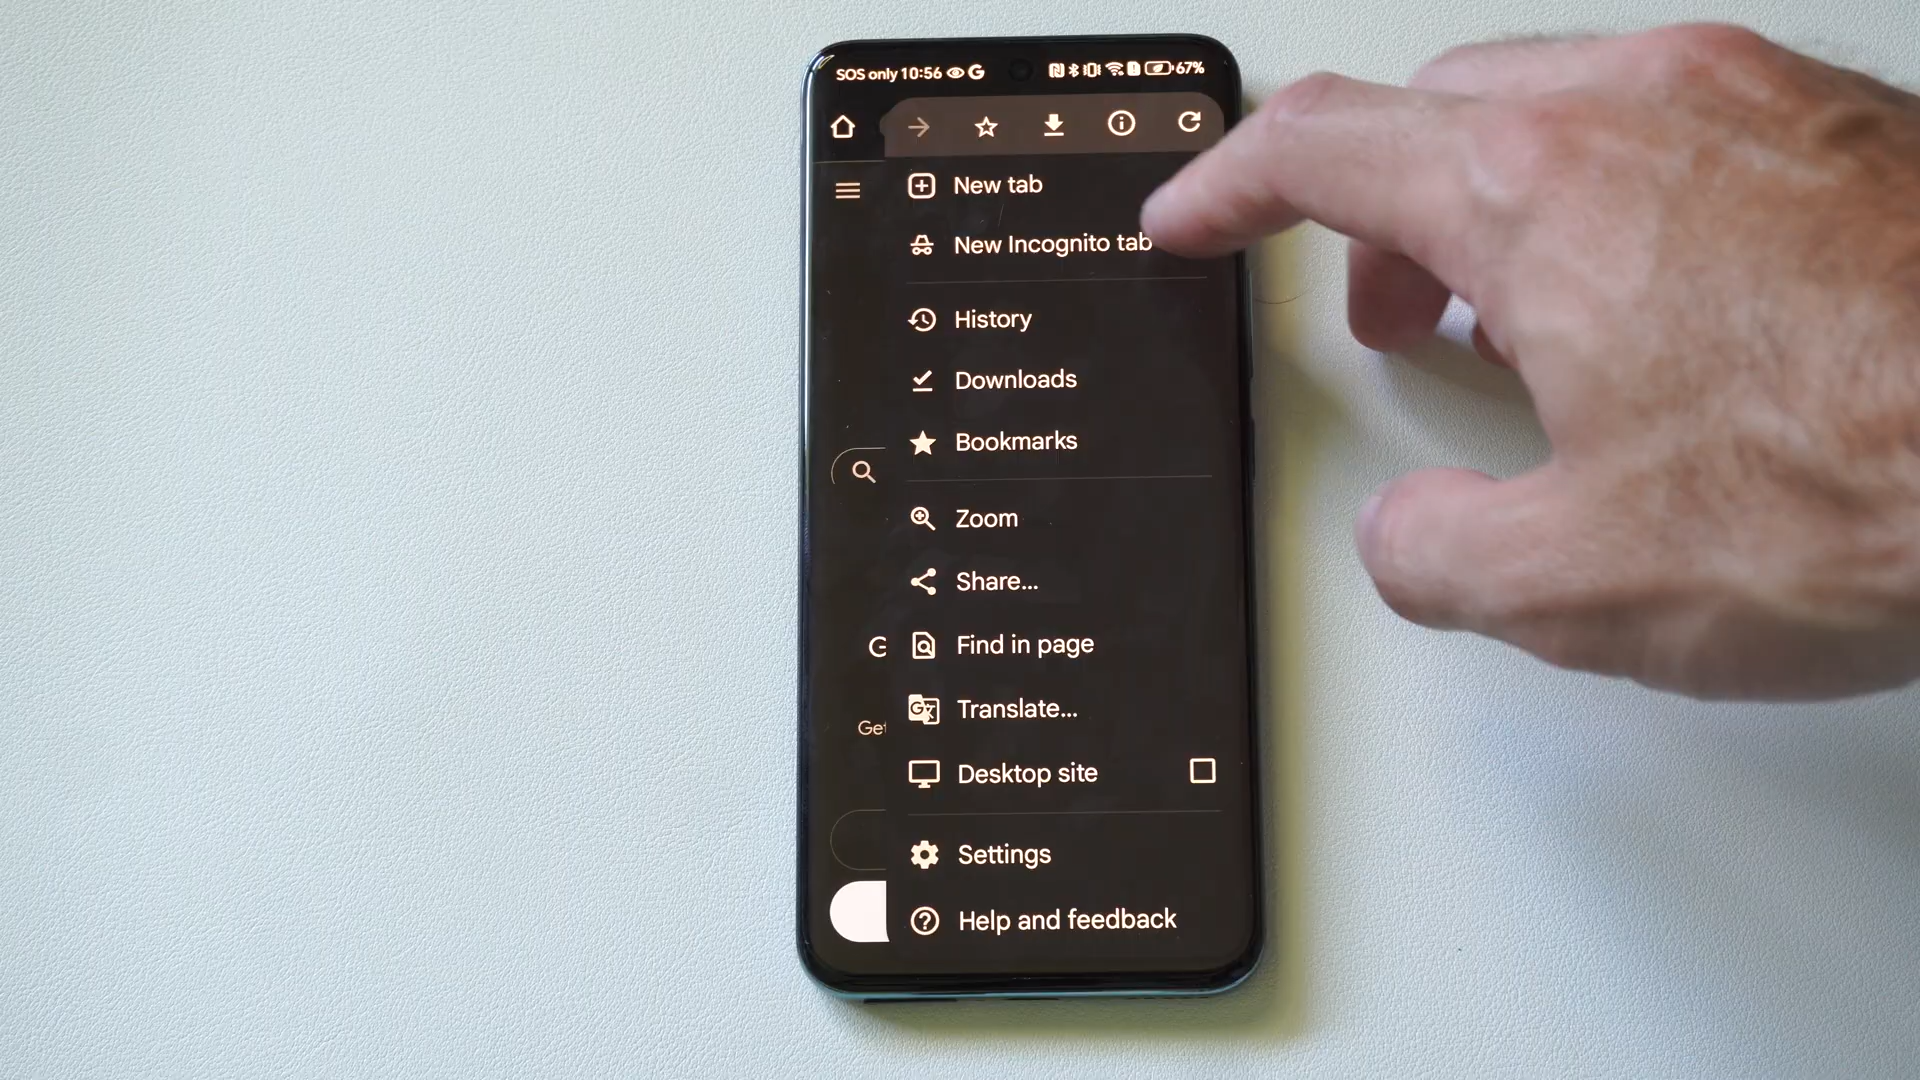 SOS only 10:56 67%
New tab
New Incognito tab
History
Downloads
Bookmarks
Zoom
Share...
Find in page
G
Translate...
Get
Desktop site
Settings
Help and feedback